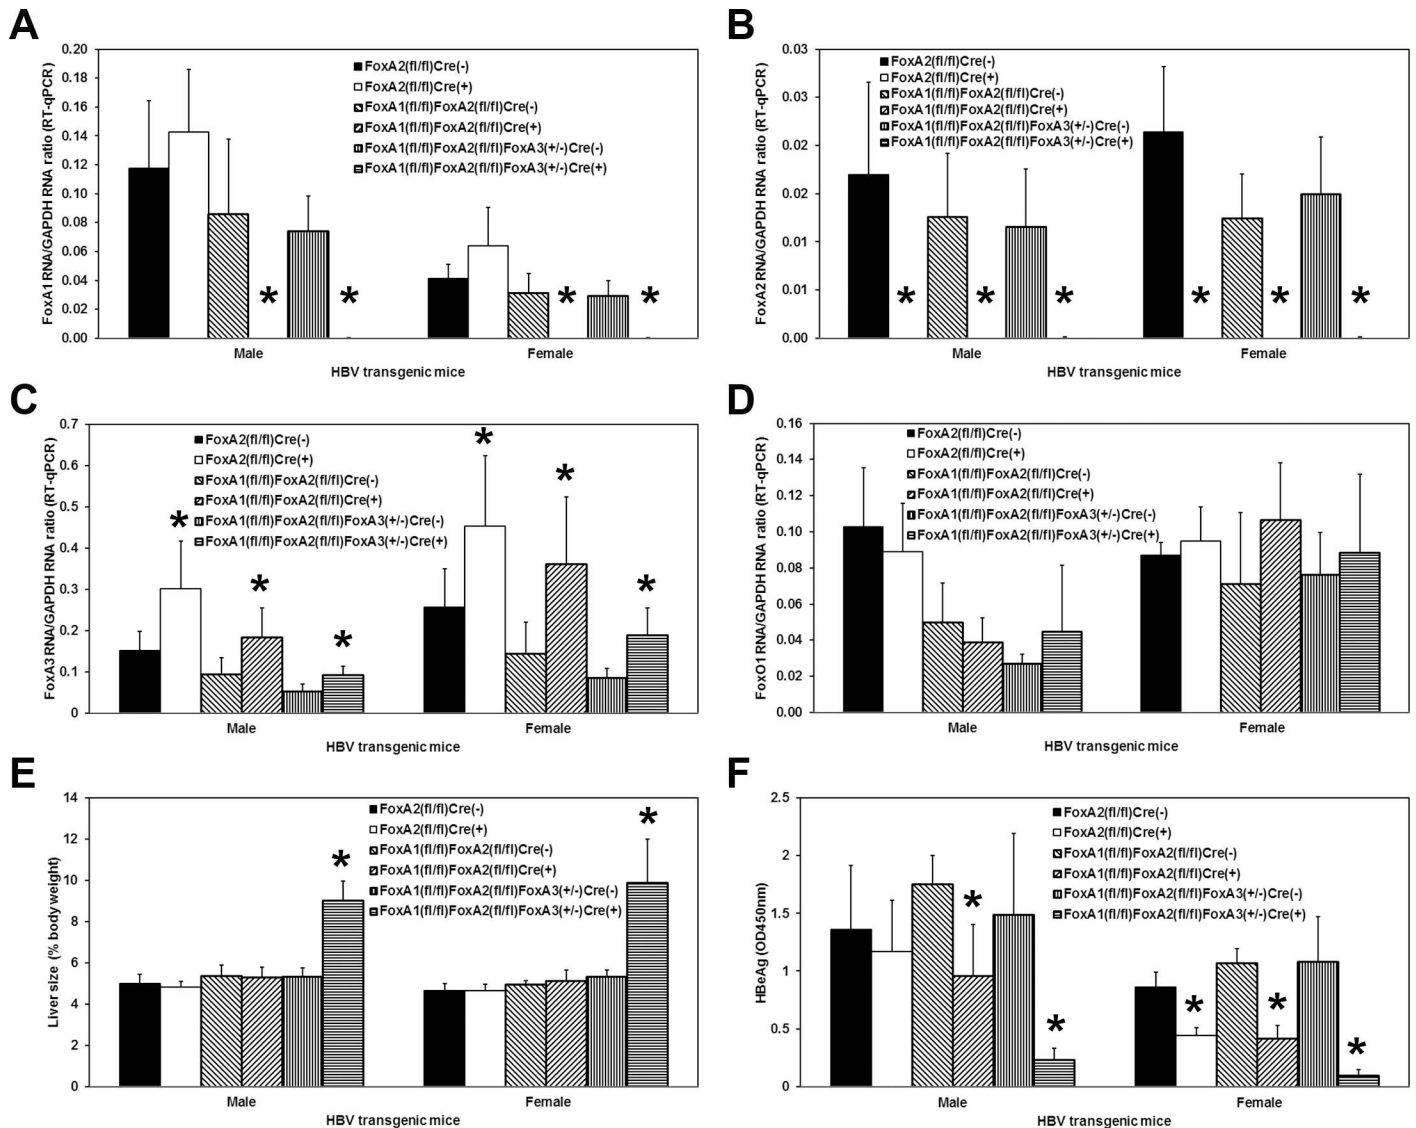 A
FoxA1 RNA/GAPDH RNA ratio (RT-qPCR)
0.20
0.18
0.16
0.14
0.12
0.10
0.08
0.06
0.04
0.02
0.00
FoxA2(fl/fl)Cre(-)
FoxA2(fl/fl)Cre(+)
FoxA1(fl/fl)FoxA2(fl/fl)Cre(-)
FoxA1(fl/fl)FoxA2(fl/fl)Cre(+)
FoxA1(fl/fl)FoxA2(fl/fl)FoxA3(+/-)Cre(-)
FoxA1(fl/fl)FoxA2(fl/fl)FoxA3(+/-)Cre(+)
* * * *
Male Female
HBV transgenic mice
B
FoxA2 RNA/GAPDH RNA ratio (RT-qPCR)
0.03
0.03
0.02
0.02
0.01
0.01
0.00
FoxA2(fl/fl)Cre(-)
FoxA2(fl/fl)Cre(+)
FoxA1(fl/fl)FoxA2(fl/fl)Cre(-)
FoxA1(fl/fl)FoxA2(fl/fl)Cre(+)
FoxA1(fl/fl)FoxA2(fl/fl)FoxA3(+/-)Cre(-)
FoxA1(fl/fl)FoxA2(fl/fl)FoxA3(+/-)Cre(+)
* * * * * *
Male Female
HBV transgenic mice
C
FoxA3 RNA/GAPDH RNA ratio (RT-qPCR)
0.7
0.6
0.5
0.4
0.3
0.2
0.1
0
FoxA2(fl/fl)Cre(-)
FoxA2(fl/fl)Cre(+)
FoxA1(fl/fl)FoxA2(fl/fl)Cre(-)
FoxA1(fl/fl)FoxA2(fl/fl)Cre(+)
FoxA1(fl/fl)FoxA2(fl/fl)FoxA3(+/-)Cre(-)
FoxA1(fl/fl)FoxA2(fl/fl)FoxA3(+/-)Cre(+)
* * * * * *
Male Female
HBV transgenic mice
D
FoxO1 RNA/GAPDH RNA ratio (RT-qPCR)
0.16
0.14
0.12
0.10
0.08
0.06
0.04
0.02
0.00
FoxA2(fl/fl)Cre(-)
FoxA2(fl/fl)Cre(+)
FoxA1(fl/fl)FoxA2(fl/fl)Cre(-)
FoxA1(fl/fl)FoxA2(fl/fl)Cre(+)
FoxA1(fl/fl)FoxA2(fl/fl)FoxA3(+/-)Cre(-)
FoxA1(fl/fl)FoxA2(fl/fl)FoxA3(+/-)Cre(+)
Male Female
HBV transgenic mice
E
Liver size (% body weight)
14
12
10
8
6
4
2
0
FoxA2(fl/fl)Cre(-)
FoxA2(fl/fl)Cre(+)
FoxA1(fl/fl)FoxA2(fl/fl)Cre(-)
FoxA1(fl/fl)FoxA2(fl/fl)Cre(+)
FoxA1(fl/fl)FoxA2(fl/fl)FoxA3(+/-)Cre(-)
FoxA1(fl/fl)FoxA2(fl/fl)FoxA3(+/-)Cre(+)
* *
Male Female
HBV transgenic mice
F
HBeAg (OD450nm)
2.5
2
1.5
1
0.5
0
FoxA2(fl/fl)Cre(-)
FoxA2(fl/fl)Cre(+)
FoxA1(fl/fl)FoxA2(fl/fl)Cre(-)
FoxA1(fl/fl)FoxA2(fl/fl)Cre(+)
FoxA1(fl/fl)FoxA2(fl/fl)FoxA3(+/-)Cre(-)
FoxA1(fl/fl)FoxA2(fl/fl)FoxA3(+/-)Cre(+)
* * * * *
Male Female
HBV transgenic mice